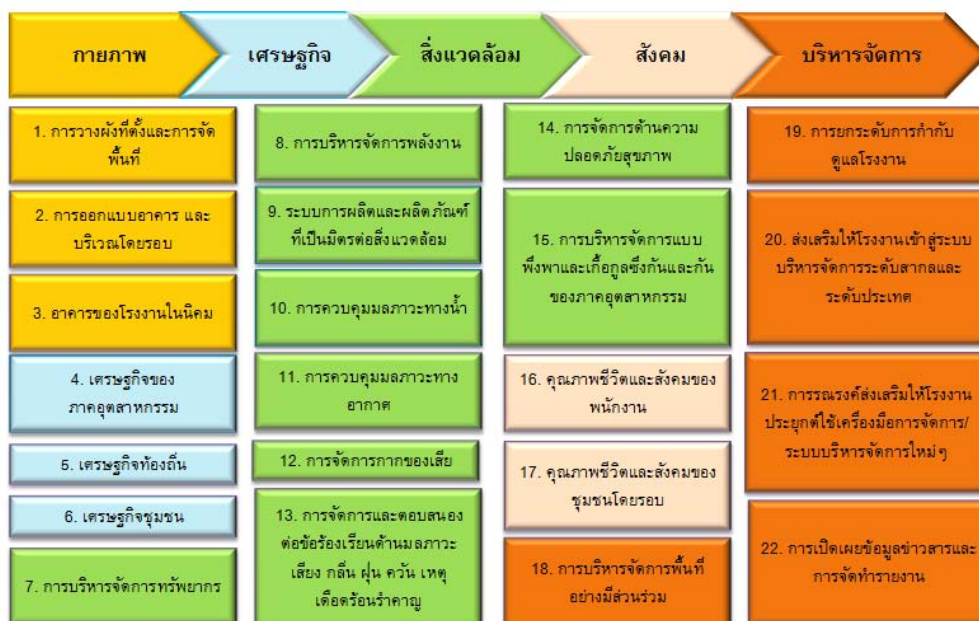 กายภาพ
เศรษฐกิจ
สิ่งแวดล้อม
สังคม
บริหารจัดการ
1. การวางผังที่ตั้งและการจัด
พื้นที่
2. การออกแบบอาคาร และ
บริเวณโดยรอบ
3. อาคารของโรงงานในนิคม
4. เศรษฐกิจของ
ภาคอุตสาหกรรม
5. เศรษฐกิจท้องถิ่น
6. เศรษฐกิจชุมชน
7. การบริหารจัดการทรัพยากร
8. การบริหารจัดการพลังงาน
9. ระบบการผลิตและผลิตภัณฑ์
ที่เป็นมิตรต่อสิ่งแวดล้อม
10. การควบคุมมลภาวะทางน้ำ
11. การควบคุมมลภาวะทาง
อากาศ
12. การจัดการกากของเสีย
13. การจัดการและตอบสนอง
ต่อข้อร้องเรียนด้านมลภาวะ
เสียง กลิ่น ฝุ่น ควัน เหตุ
เดือดร้อนรำคาญ
14. การจัดการด้านความ
ปลอดภัยสุขภาพ
15. การบริหารจัดการแบบ
พึ่งพาและเกื้อกูลซึ่งกันและกัน
ของภาคอุตสาหกรรม
16. คุณภาพชีวิตและสังคมของ
พนักงาน
17. คุณภาพชีวิตและสังคมของ
ชุมชนโดยรอบ
18. การบริหารจัดการพื้นที่
อย่างมีส่วนร่วม
19. การยกระดับการกำกับ
ดูแลโรงงาน
20. ส่งเสริมให้โรงงานเข้าสู่ระบบ
บริหารจัดการระดับสากลและ
ระดับประเทศ
21. การรณรงค์ส่งเสริมให้โรงงาน
ประยุกต์ใช้เครื่องมือการจัดการ/
ระบบบริหารจัดการใหม่ๆ
22. การเปิดเผยข้อมูลข่าวสารและ
การจัดทำรายงาน